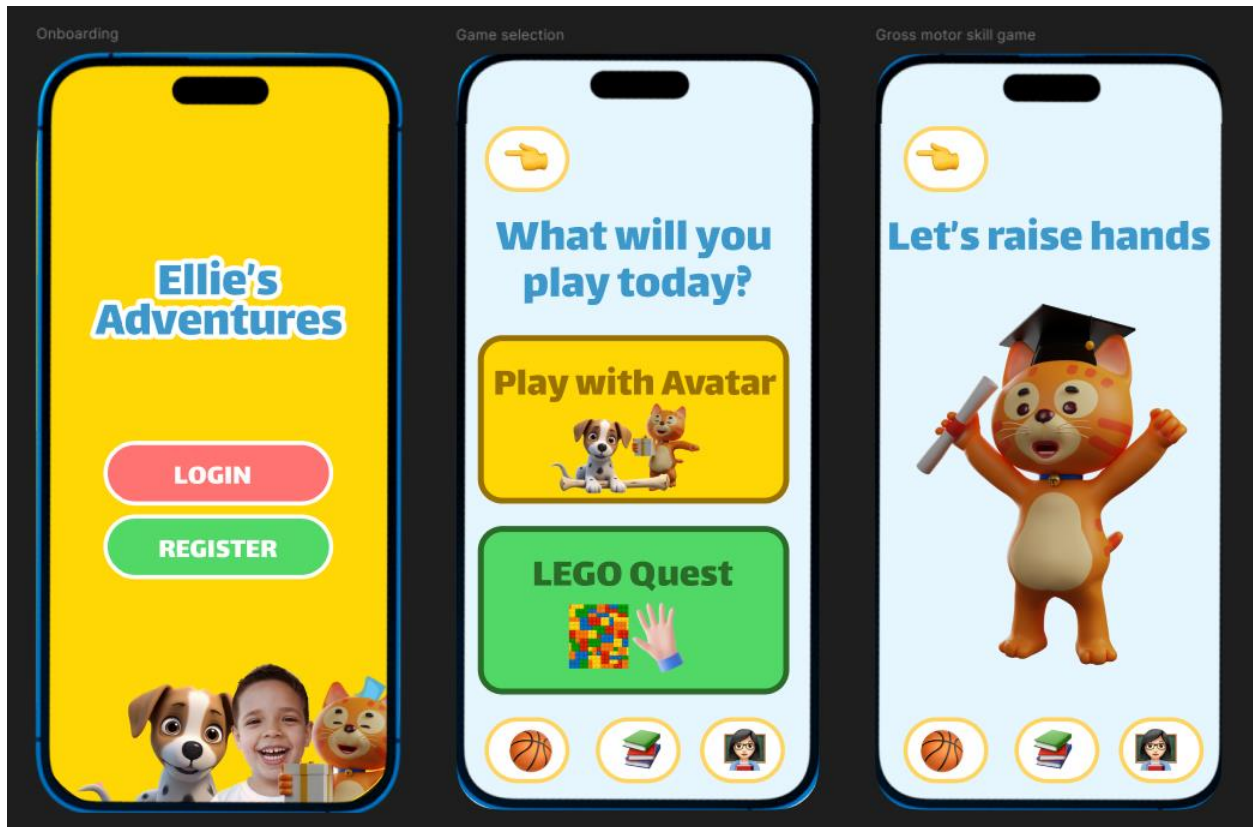 Onboarding
Ellie's
Adventures
LOGIN
REGISTER
Game selection
What will you
play today?
Play with Avatar
LEGO Quest
Gross motor skill game
Let's raise hands